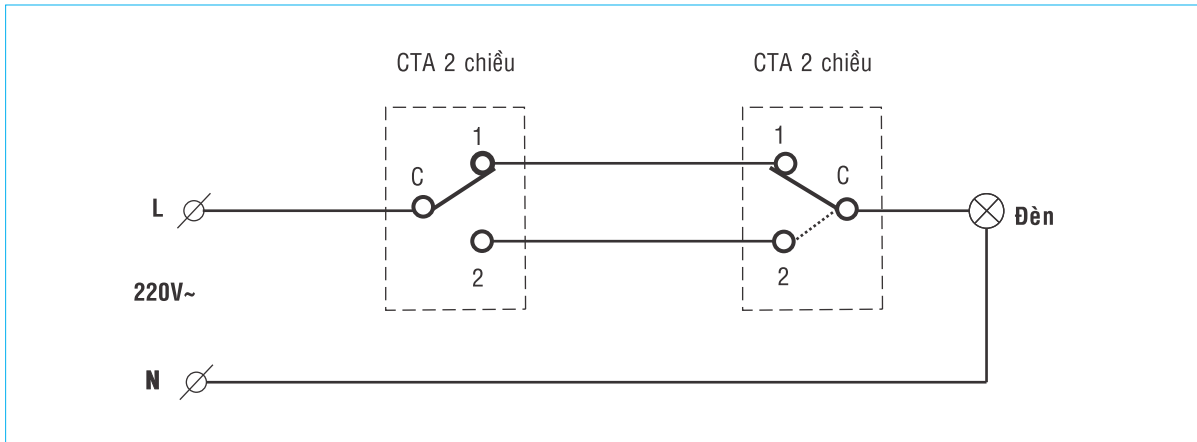 CTA 2 chiều CTA 2 chiều
1 1
C C
L Đèn
2 2
220V~
N